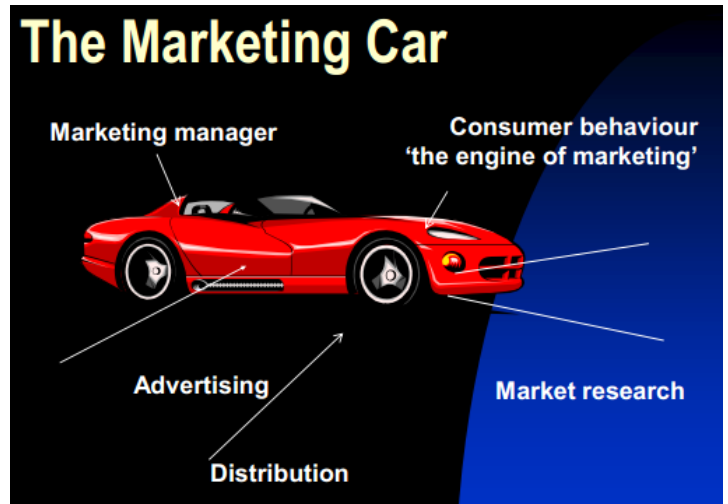 The Marketing Car
Marketing manager
Consumer behaviour
‘the engine of marketing’
Advertising
Market research
Distribution